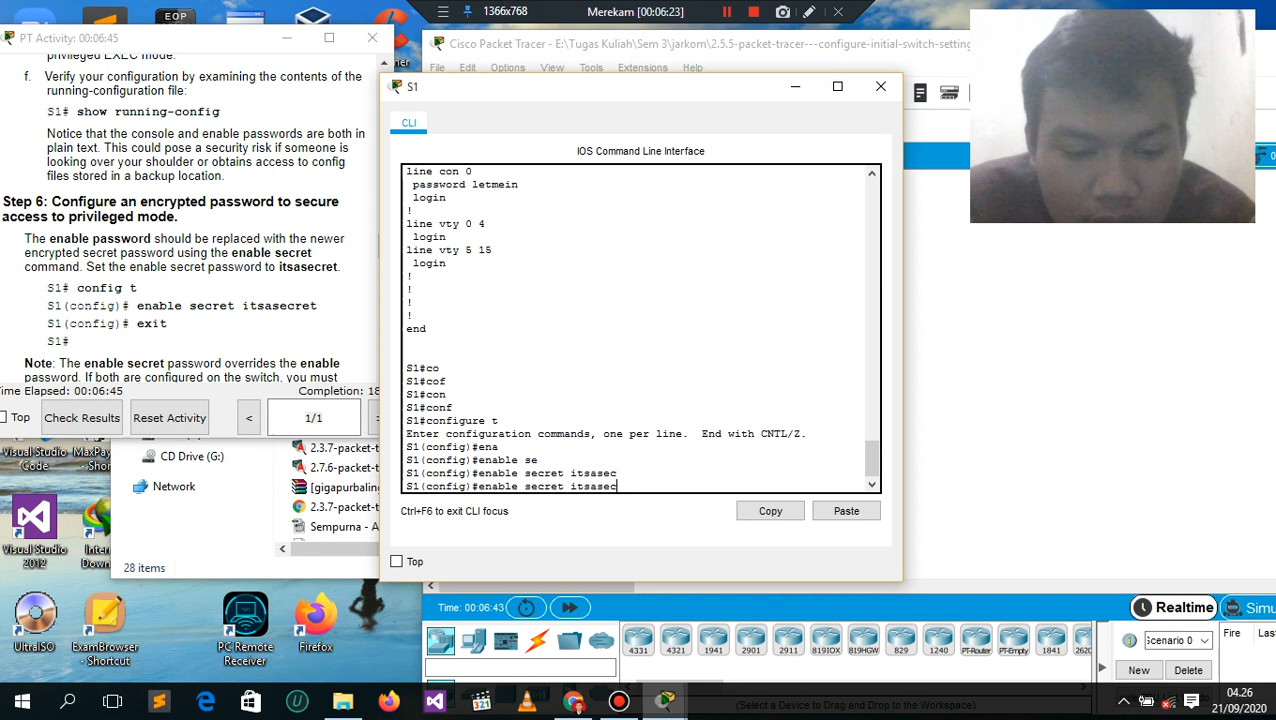 1366x768
Merekam [00:06:23]
EOP
PT Activity: 00:06:45
privileged EXEC mode.
f. Verify your configuration by examining the contents of the
running-configuration file:
S1# show running-config
Notice that the console and enable passwords are both in
plain text. This could pose a security risk if someone is
looking over your shoulder or obtains access to config
files stored in a backup location.
Step 6: Configure an encrypted password to secure
access to privileged mode.
The enable password should be replaced with the newer
encrypted secret password using the enable secret
command. Set the enable secret password to itsasecret.
S1# config t
S1(config)# enable secret itsasecret
S1(config)# exit
S1#
Note: The enable secret password overrides the enable
password. If both are configured on the switch, you must
Time Elapsed: 00:06:45
Completion: 18
Top
Check Results
Reset Activity
<
1/1
Cisco Packet Tracer - E:\Tugas Kuliah\Sem 3\jarkom\2.5.5-packet-tracer---configure-initial-switch-setting
File Edit Options View Tools Extensions Help
S1
CLI
IOS Command Line Interface
line con 0
password letmein
login
!
line vty 0 4
login
line vty 5 15
login
!
!
!
!
end
S1#co
S1#cof
S1#con
S1#conf
S1#configure t
Enter configuration commands, one per line. End with CNTL/Z.
S1(config)#ena
S1(config)#enable se
S1(config)#enable secret itsasec
S1(config)#enable secret itsasec
Ctrl+F6 to exit CLI focus
Copy
Paste
Top
Visual Studio
Code
MaxPay
CD Drive (G:)
Network
2.3.7-packet-t
2.7.6-packet-t
[gigapurbaling
2.3.7-packet-t
Sempurna - A
28 items
Visual Studio
2012
UltraISO
ExamBrowser
- Shortcut
PC Remote
Receiver
Firefox
Time: 00:06:43
Realtime
4331
4321
1941
2901
2911
819IOX
819HGW
829
1240
PT-Router
PT-Empty
1841
2620
Scenario 0
Fire
New
Delete
(Select a Device to Drag and Drop to the Workspace)
04.26
21/09/2020